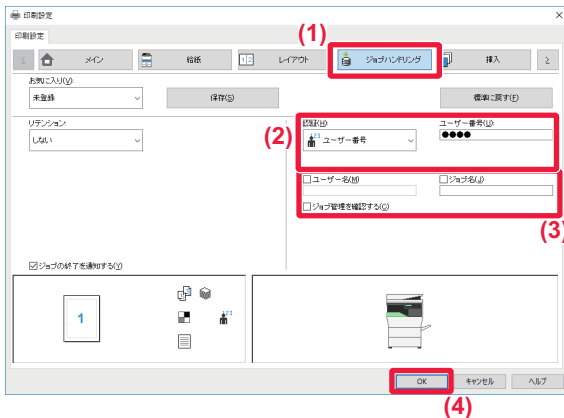 印刷設定
印刷設定
(1)
メイン
給紙
レイアウト
ジョブハンドリング
挿入
お気に入り(V):
未登録
保存(S)
標準に戻す(F)
リテンション:
しない
(2)
認証(H):
ユーザー番号
ユーザー番号(U):
●●●●
ユーザー名(M)
ジョブ名(J)
ジョブ管理を確認する(C)
(3)
ジョブの終了を通知する(Y)
1
123
OK
キャンセル
ヘルプ
(4)